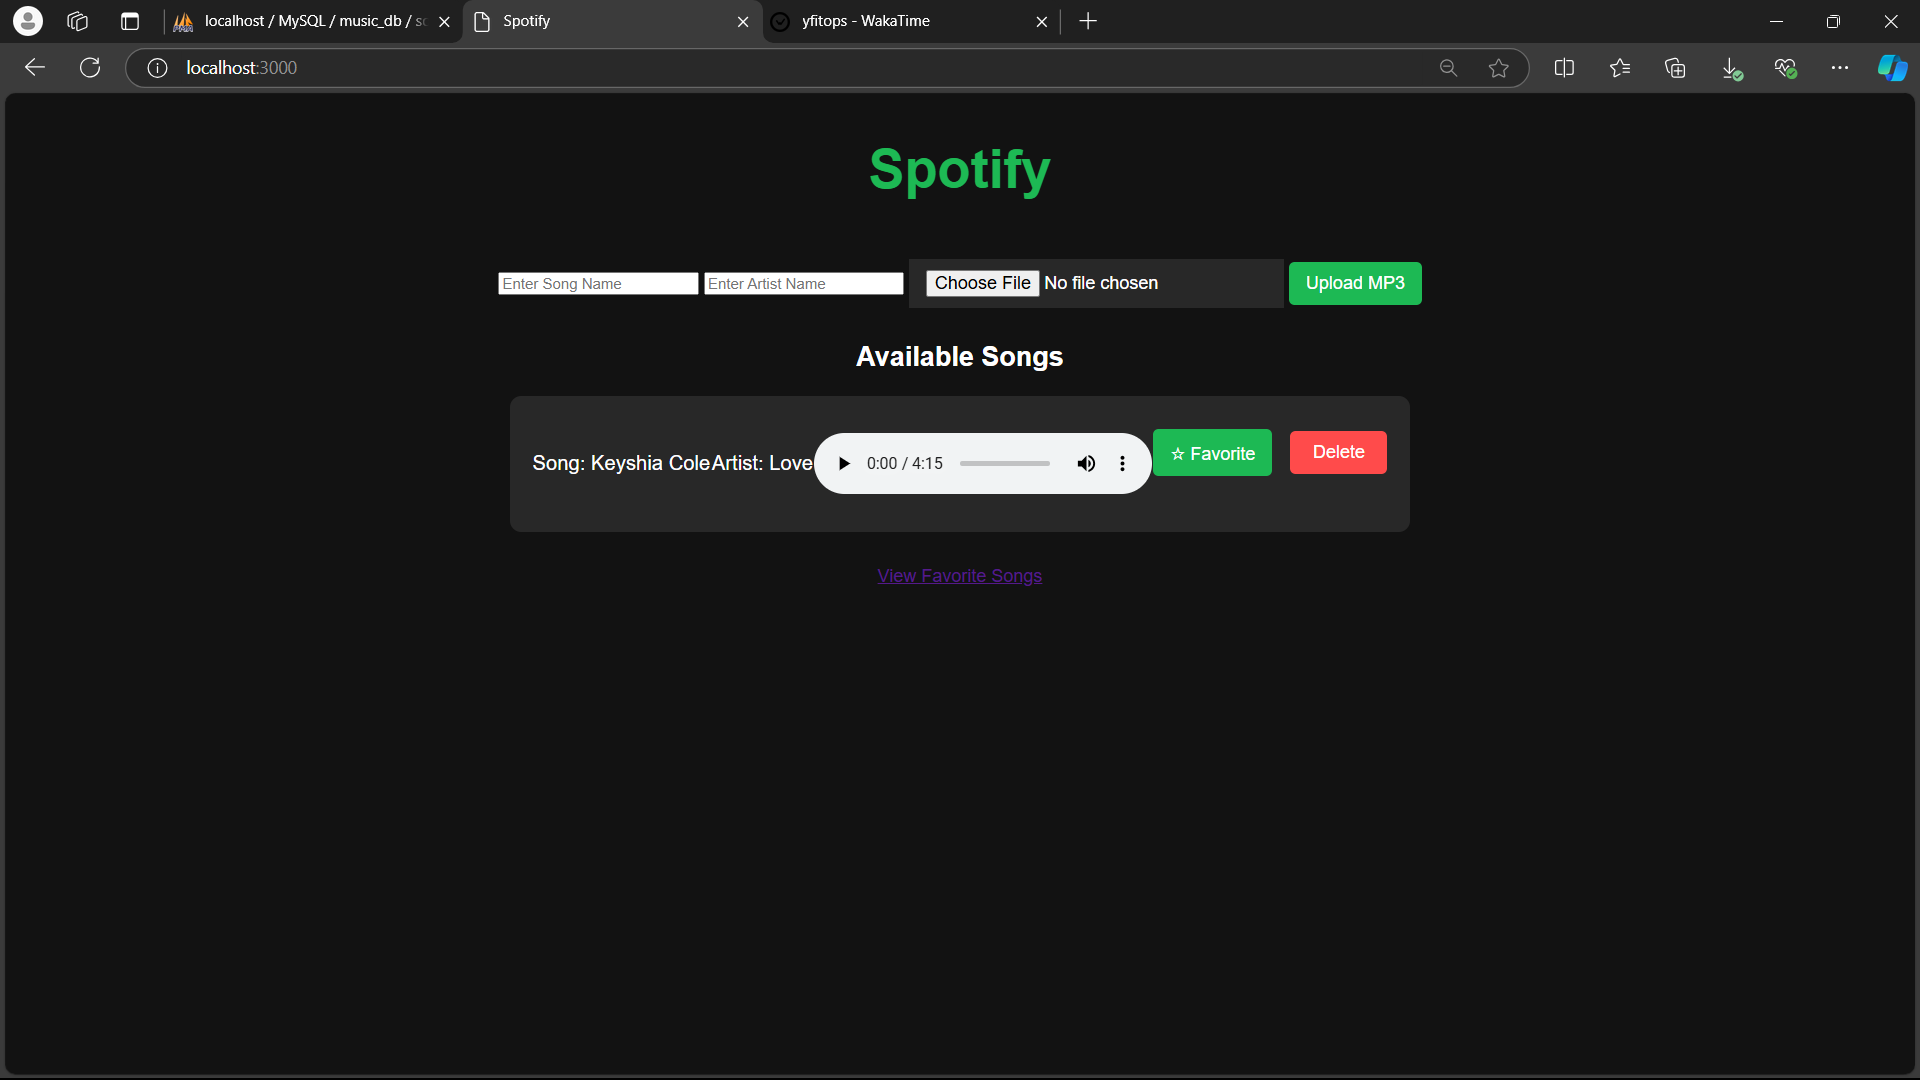 localhost / MySQL / music_db / so
Spotify
yfitops - WakaTime
localhost:3000
Spotify
Enter Song Name
Enter Artist Name
Choose File No file chosen
Upload MP3
Available Songs
Song: Keyshia ColeArtist: Love
0:00 / 4:15
☆ Favorite
Delete
View Favorite Songs